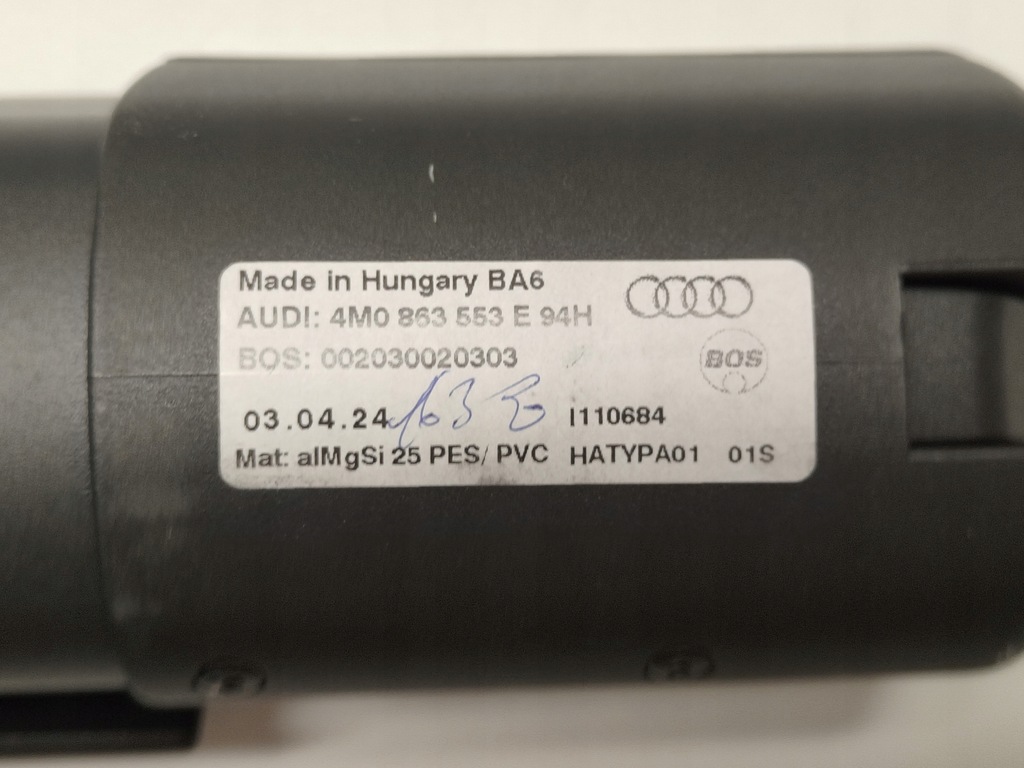 Made in Hungary BA6
AUDI: 4M0 863 553 E 94H
BOS: 002030020303
BOS
03.04.24 I110684
Mat: alMgSi 25 PES/ PVC HATYPA01 01S